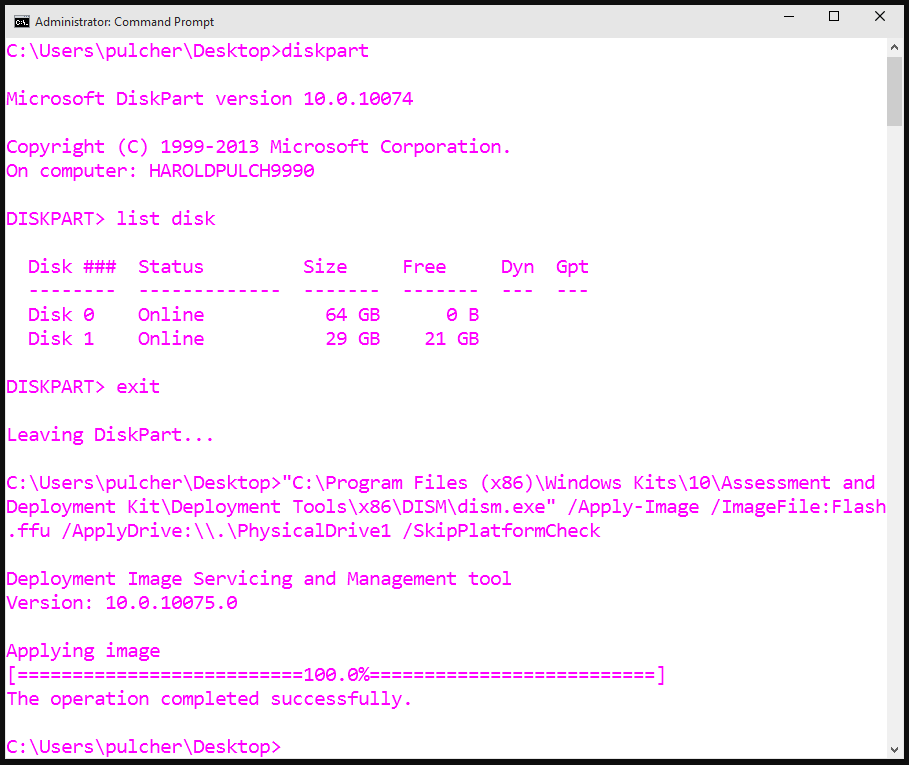 Administrator: Command Prompt
C:\Users\pulcher\Desktop>diskpart
Microsoft DiskPart version 10.0.10074
Copyright (C) 1999-2013 Microsoft Corporation.
On computer: HAROLDPULCH9990
DISKPART> list disk
  Disk ###  Status         Size     Free     Dyn  Gpt
  --------  -------------  -------  -------  ---  ---
  Disk 0    Online           64 GB      0 B
  Disk 1    Online           29 GB    21 GB
DISKPART> exit
Leaving DiskPart...
C:\Users\pulcher\Desktop>"C:\Program Files (x86)\Windows Kits\10\Assessment and
Deployment Kit\Deployment Tools\x86\DISM\dism.exe" /Apply-Image /ImageFile:Flash
.ffu /ApplyDrive:\\.\PhysicalDrive1 /SkipPlatformCheck
Deployment Image Servicing and Management tool
Version: 10.0.10075.0
Applying image
[==========================100.0%==========================]
The operation completed successfully.
C:\Users\pulcher\Desktop>